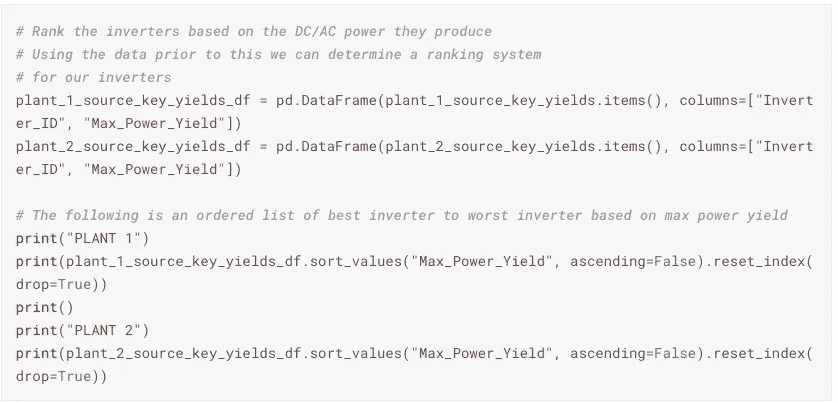 # Rank the inverters based on the DC/AC power they produce
# Using the data prior to this we can determine a ranking system
# for our inverters
plant_1_source_key_yields_df = pd.DataFrame(plant_1_source_key_yields.items(), columns=["Invert
er_ID", "Max_Power_Yield"])
plant_2_source_key_yields_df = pd.DataFrame(plant_2_source_key_yields.items(), columns=["Invert
er_ID", "Max_Power_Yield"])
# The following is an ordered list of best inverter to worst inverter based on max power yield
print("PLANT 1")
print(plant_1_source_key_yields_df.sort_values("Max_Power_Yield", ascending=False).reset_index(
drop=True))
print()
print("PLANT 2")
print(plant_2_source_key_yields_df.sort_values("Max_Power_Yield", ascending=False).reset_index(
drop=True))